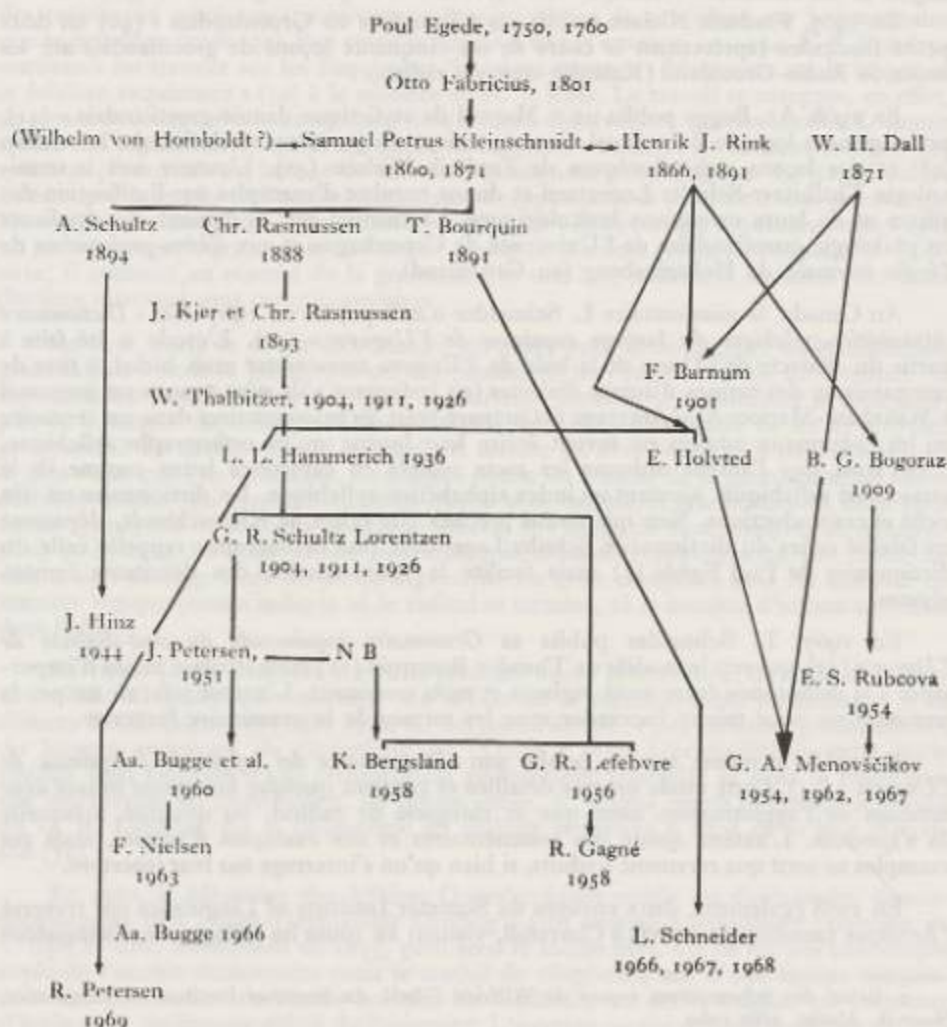 Poul Egede, 1750, 1760
Otto Fabricius, 1801
(Wilhelm von Homboldt?) Samuel Petrus Kleinschmidt Henrik J. Rink W. H. Dall
1860, 1871 1866, 1891 1871
A. Schultz Chr. Rasmussen T. Bourquin
1894 1888 1891
J. Kjer et Chr. Rasmussen
1893
F. Barnum
1901
W. Thalbitzer, 1904, 1911, 1926
L. L. Hammerich 1936 E. Holvted B. G. Bogoraz
1909
G. R. Schultz Lorentzen
1904, 1911, 1926
J. Hinz
1944 J. Petersen, N B
1951
E. S. Rubcova
1954
Aa. Bugge et al. K. Bergsland G. R. Lefebvre G. A. Menovščikov
1960 1958 1956 1954, 1962, 1967
F. Nielsen R. Gagné
1963 1958
Aa. Bugge 1966 L. Schneider
1966, 1967, 1968
R. Petersen
1969